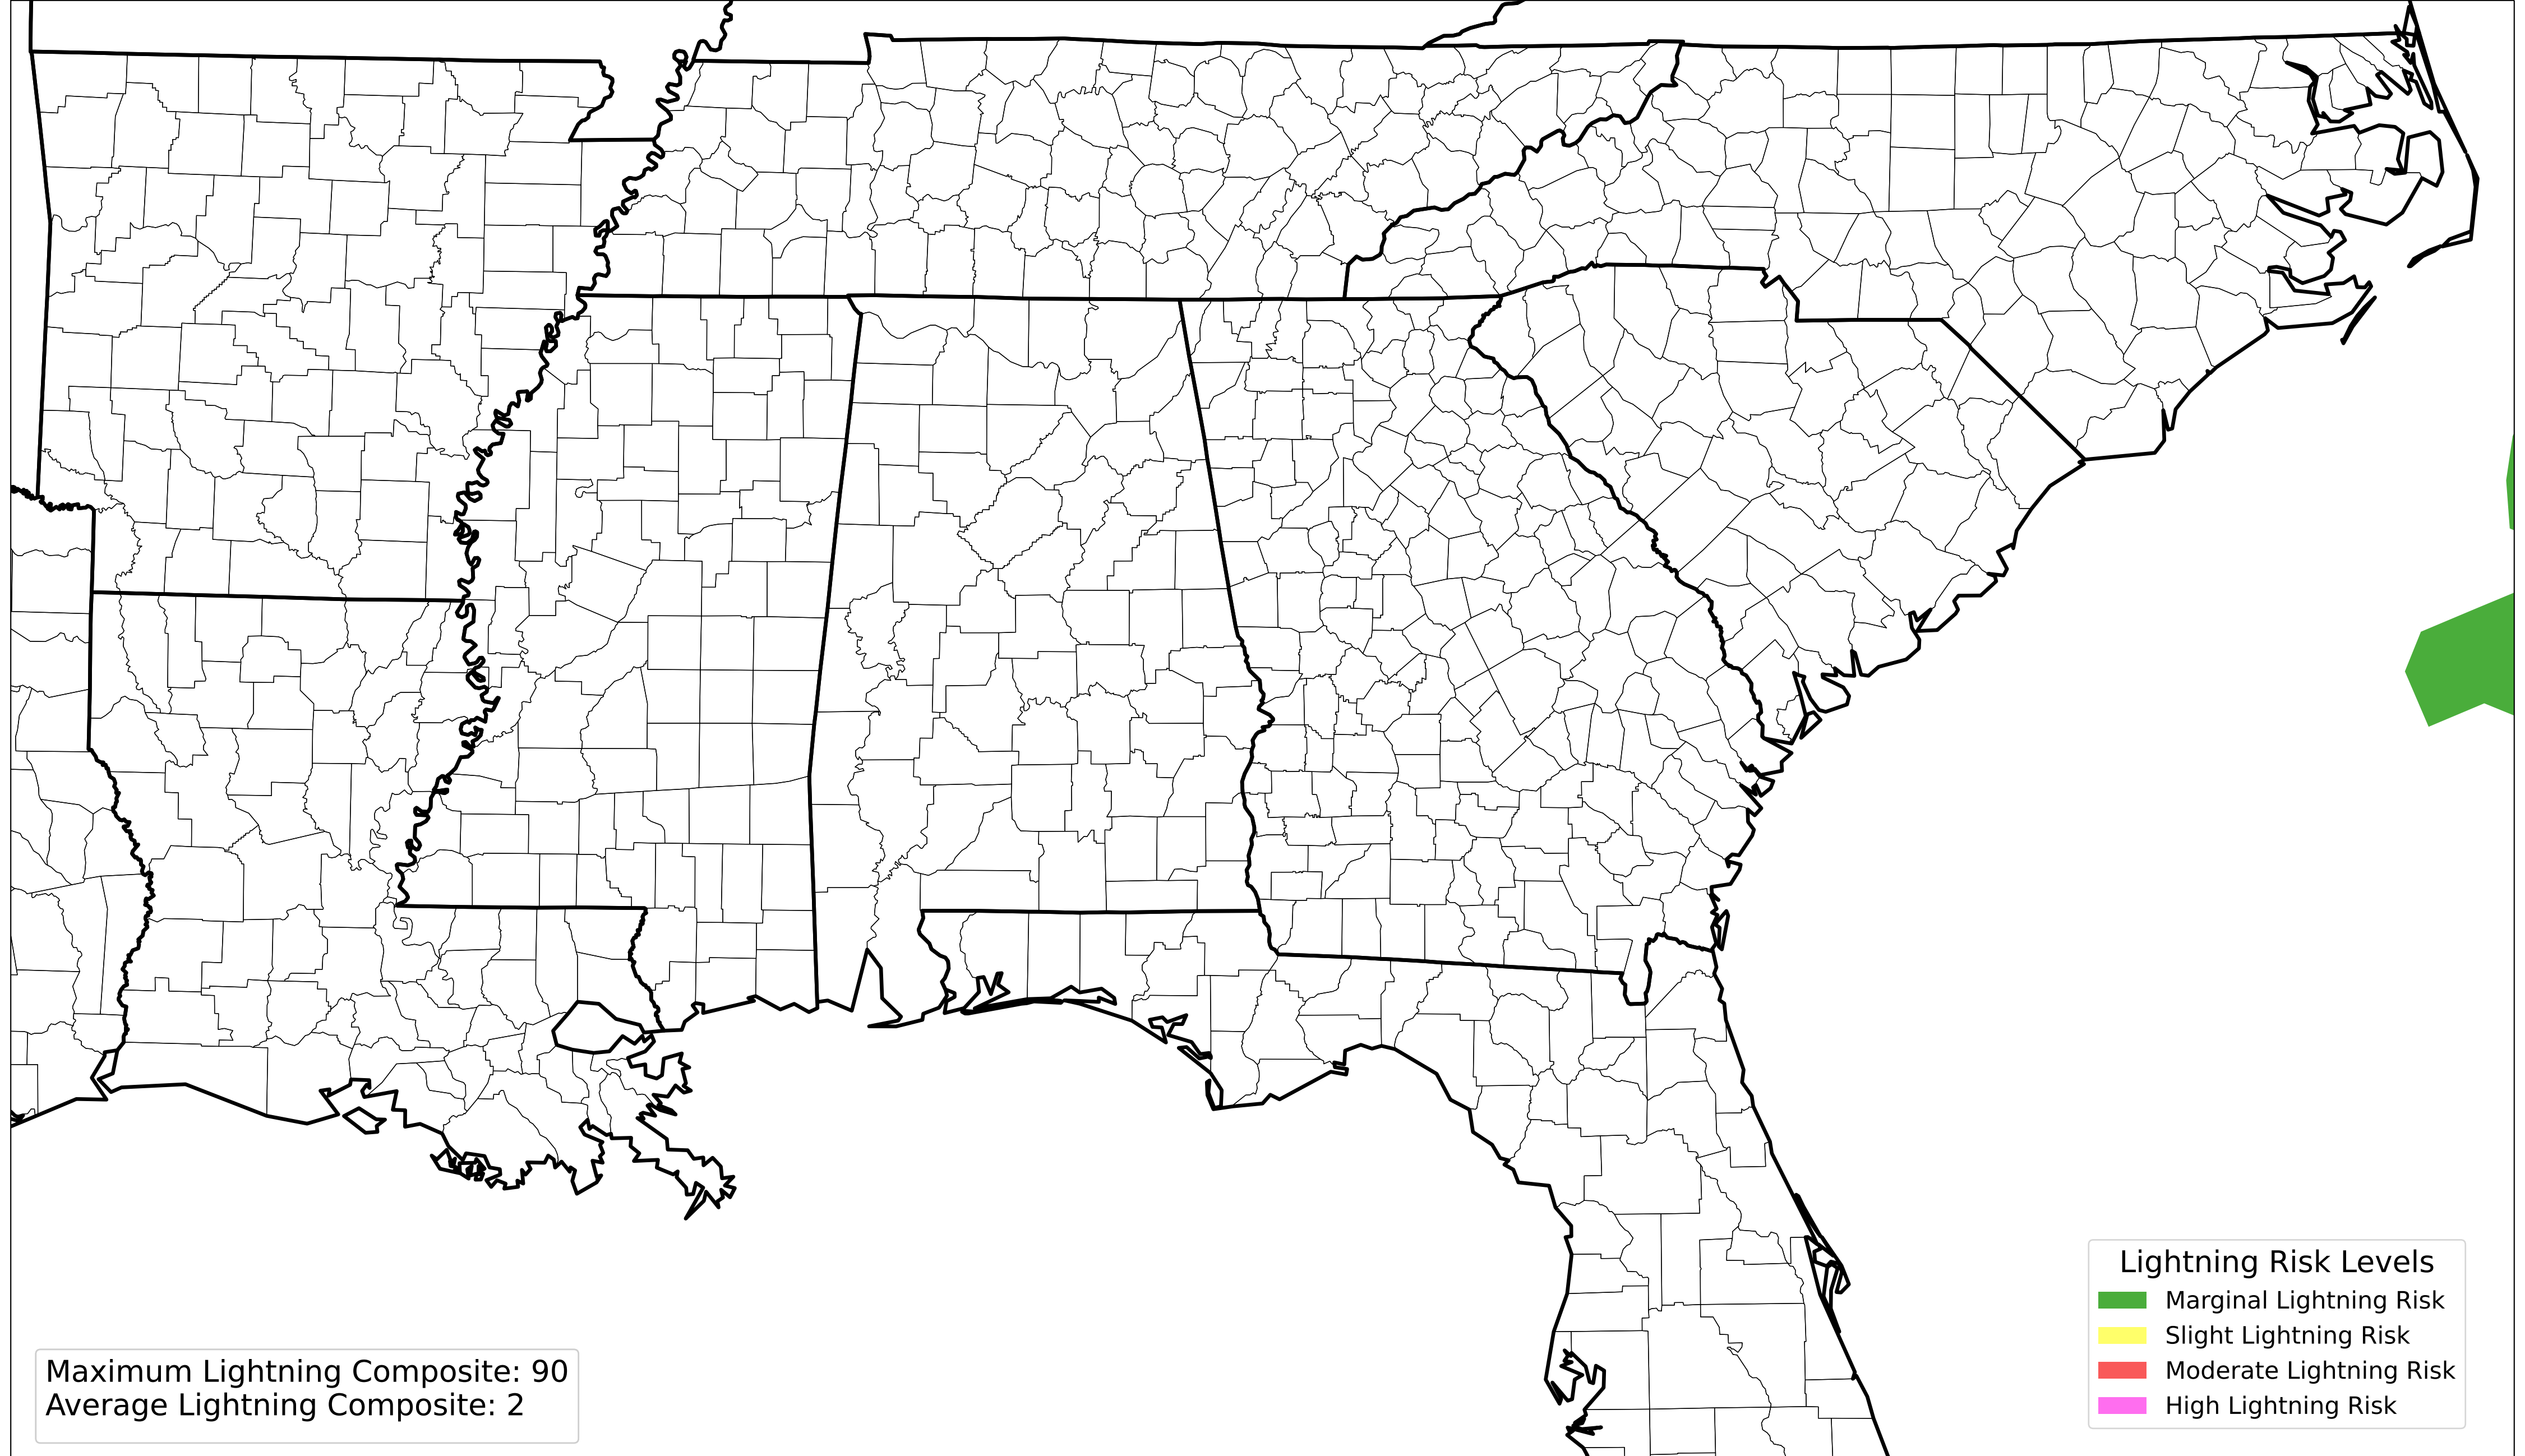 Maximum Lightning Composite: 90
Average Lightning Composite: 2
Lightning Risk Levels
Marginal Lightning Risk
Slight Lightning Risk
Moderate Lightning Risk
High Lightning Risk